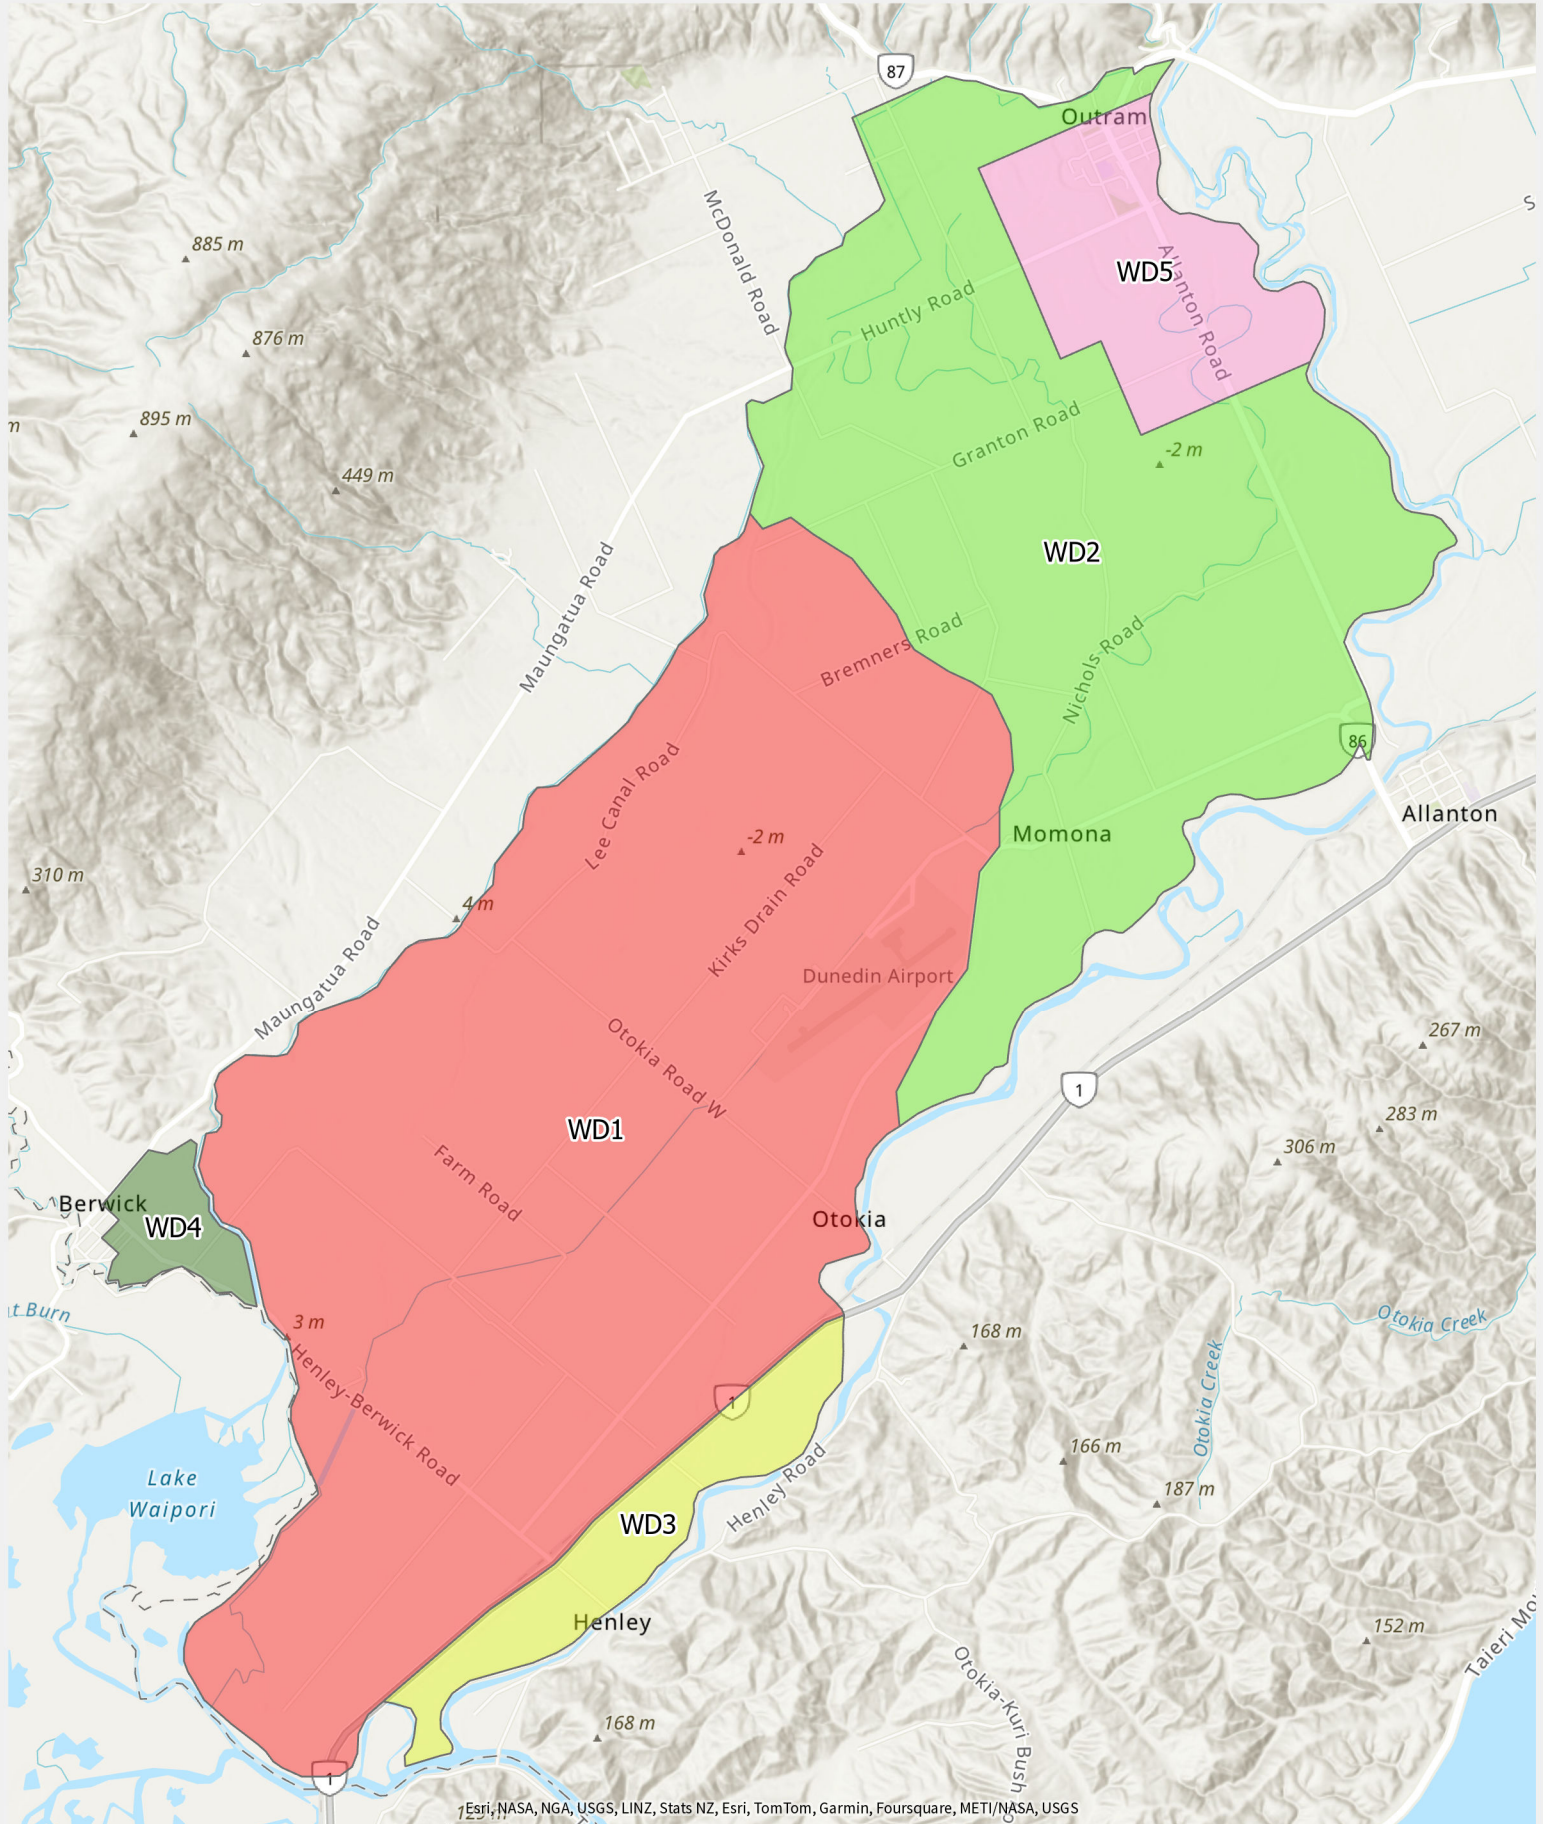 87
Outram
885 m
McDonald Road
S
WD5
Allanton Road
Huntly Road
876 m
895 m
m
Granton Road
-2 m
449 m
WD2
Maungatua Road
Bremners Road
Nichols Road
86
Lee Canal Road
Allanton
-2 m
Momona
Kirks Drain Road
310 m
4 m
Maungatua Road
Dunedin Airport
Otokia Road W
267 m
1
WD1
283 m
306 m
Farm Road
Berwick
WD4
Otokia
t Burn
3 m
Otokia Creek
168 m
Henley-Berwick Road
Otokia Creek
1
166 m
Lake
Waipori
Henley Road
187 m
WD3
Henley
152 m
Taieri Mo
Otokia-Kuri Bush
168 m
1
Esri, NASA, NGA, USGS, LINZ, Stats NZ, Esri, TomTom, Garmin, Foursquare, METI/NASA, USGS